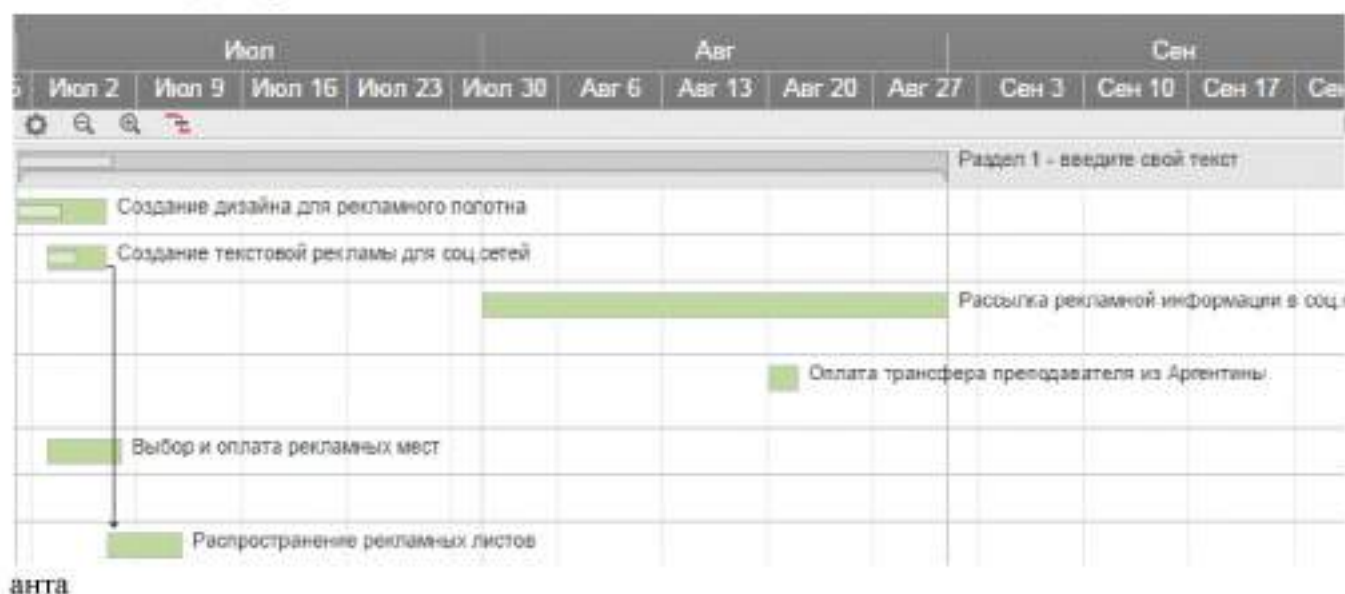 Июл Авг Сен
Июл 2 Июл 9 Июл 16 Июл 23 Июл 30 Авг 6 Авг 13 Авг 20 Авг 27 Сен 3 Сен 10 Сен 17 Сен
Раздел 1 - введите свой текст
Создание дизайна для рекламного полотна
Создание текстовой рекламы для соц.сетей
Рассылка рекламной информации в соц.
Оплата трансфера преподавателя из Аргентины
Выбор и оплата рекламных мест
Распространение рекламных листов
анта